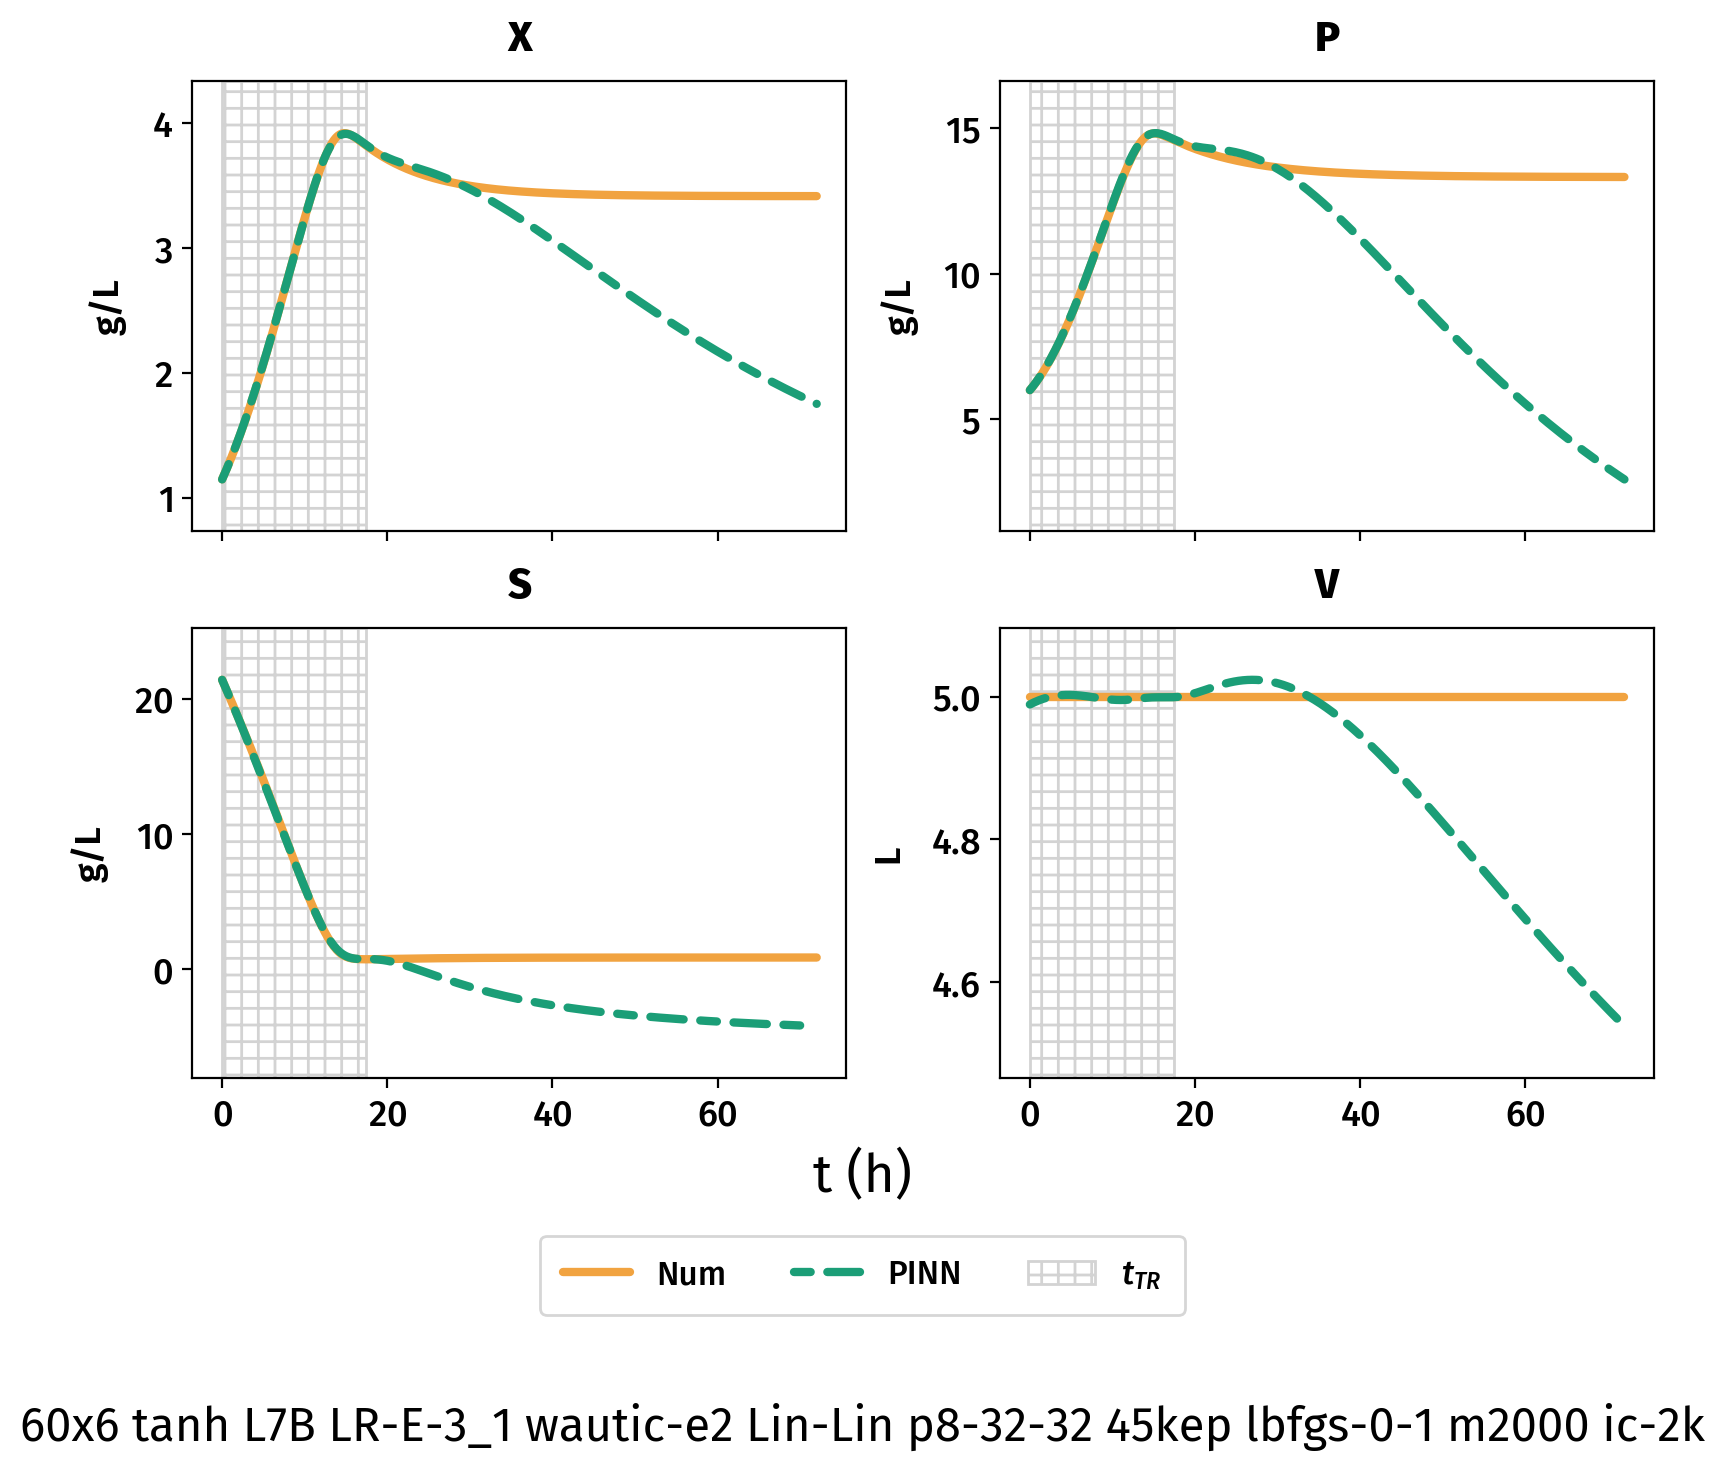 X
P
4
3
2
1
g/L
15
10
5
g/L
S
V
20
10
0
g/L
5.0
4.8
4.6
L
0 20 40 60
0 20 40 60
t (h)
Num PINN t_TR
60x6 tanh L7B LR-E-3_1 wautic-e2 Lin-Lin p8-32-32 45kep lbfgs-0-1 m2000 ic-2k